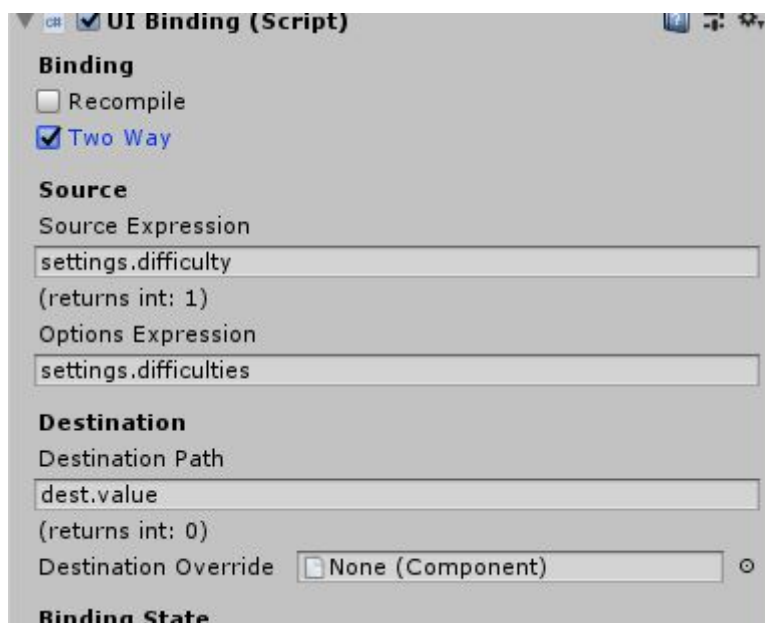 UI Binding (Script)
Binding
Recompile
Two Way
Source
Source Expression
settings.difficulty
(returns int: 1)
Options Expression
settings.difficulties
Destination
Destination Path
dest.value
(returns int: 0)
Destination Override None (Component)
Binding State